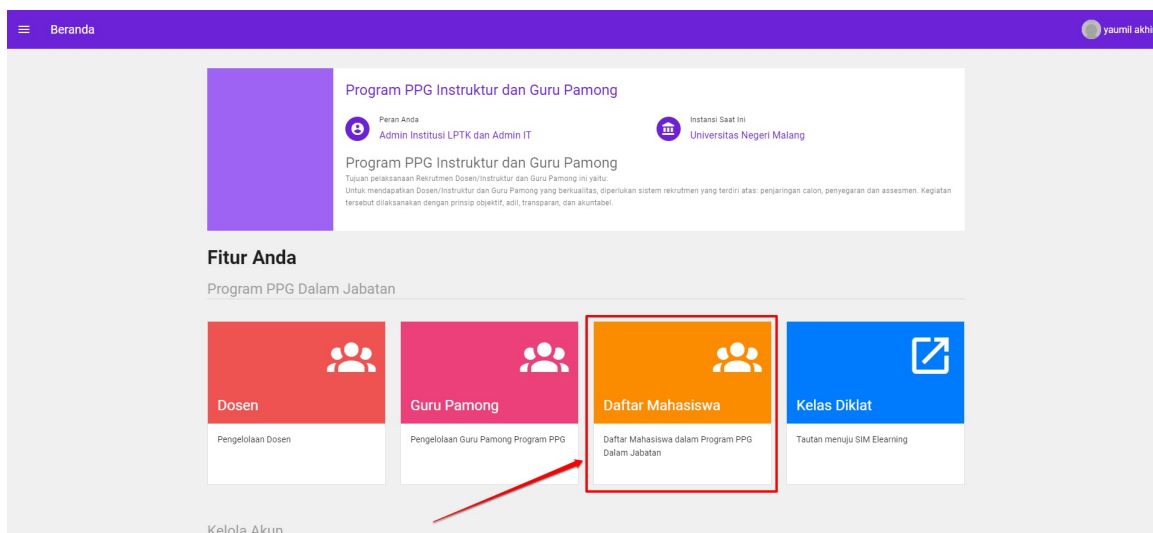 Beranda
yaumil akhi
Program PPG Instruktur dan Guru Pamong
Peran Anda
Admin Institusi LPTK dan Admin IT
Instansi Saat Ini
Universitas Negeri Malang
Program PPG Instruktur dan Guru Pamong
Tujuan pelaksanaan Rekrutmen Dosen/Instruktur dan Guru Pamong ini yaitu:
Untuk mendapatkan Dosen/Instruktur dan Guru Pamong yang berkualitas, diperlukan sistem rekrutmen yang terdiri atas: penjaringan calon, penyegaran dan assesmen. Kegiatan
tersebut dilaksanakan dengan prinsip objektif, adil, transparan, dan akuntabel.
Fitur Anda
Program PPG Dalam Jabatan
Dosen
Pengelolaan Dosen
Guru Pamong
Pengelolaan Guru Pamong Program PPG
Daftar Mahasiswa
Daftar Mahasiswa dalam Program PPG
Dalam Jabatan
Kelas Diklat
Tautan menuju SIM Elearning
Kelola Akun